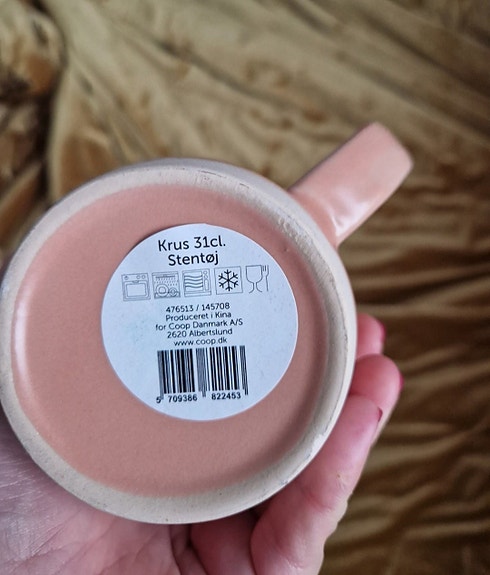 Krus 31cl.
Stentøj
476513 / 145708
Produceret i Kina
for Coop Danmark A/S
2620 Albertslund
www.coop.dk
5 709386 822453